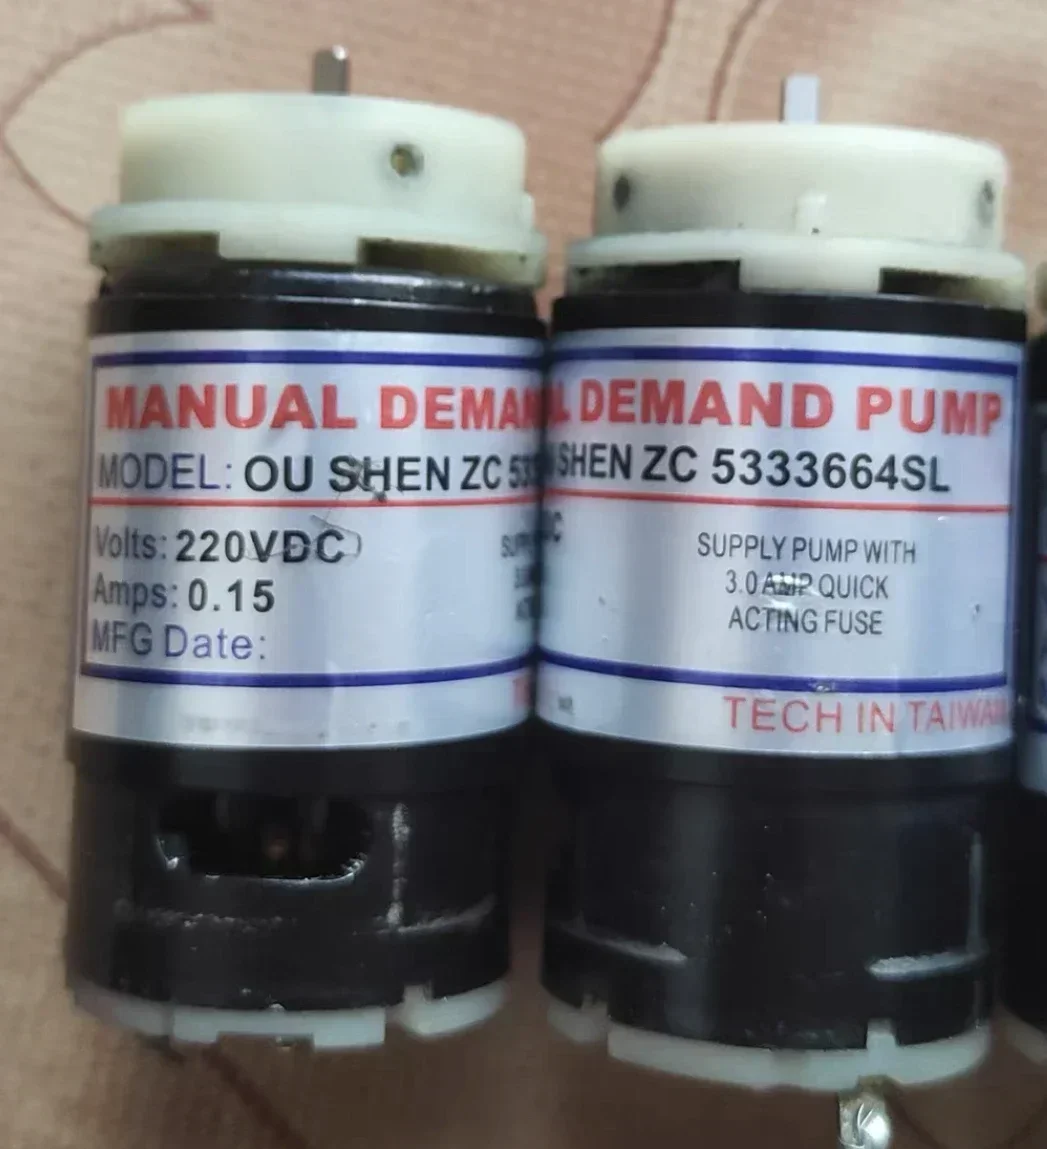 MANUAL DEMAN
MODEL: OU SHEN ZC 53
Volts: 220VDC
Amps: 0.15
MFG Date:
L DEMAND PUMP
SHEN ZC 5333664SL
SUPPLY PUMP WITH
3.0 AMP QUICK
ACTING FUSE
TECH IN TAIWAN